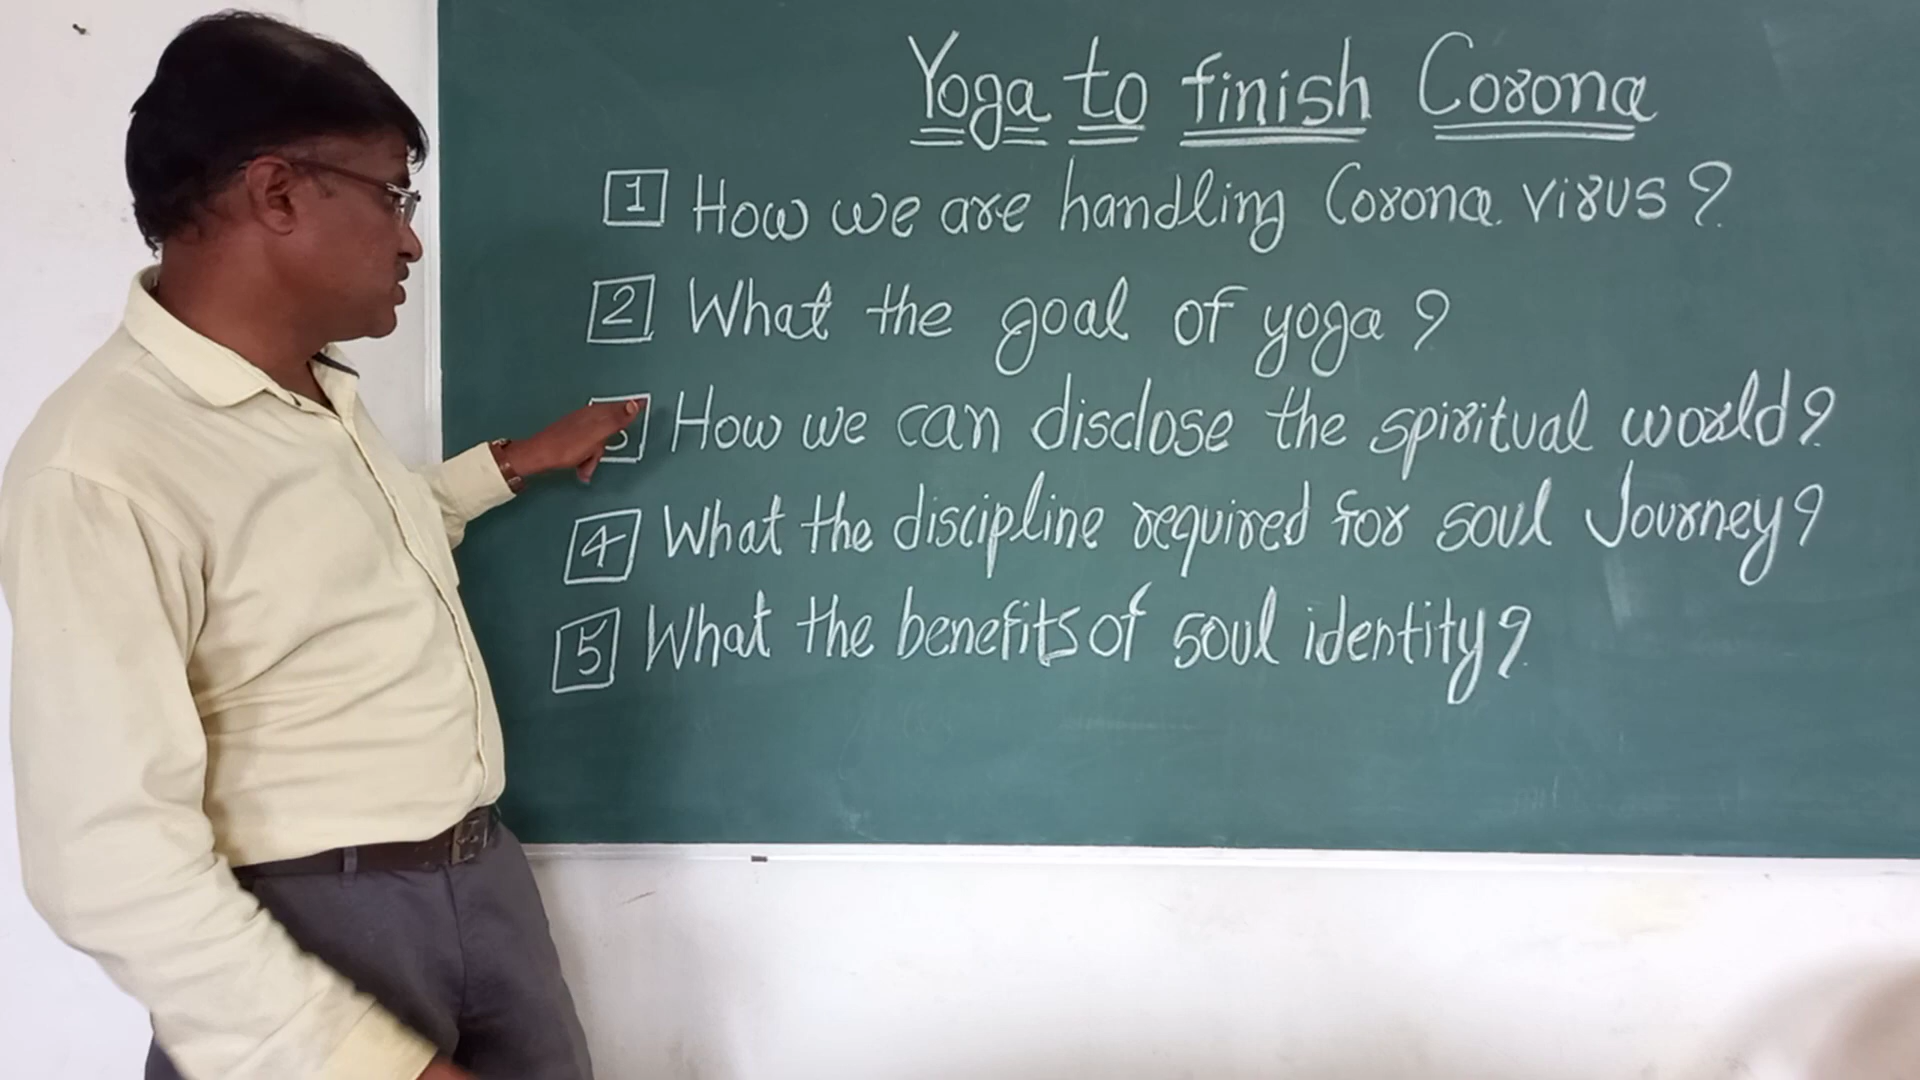 Yoga to finish Corona
1 How we are handling Corona virus?
2 What the goal of yoga?
3 How we can disclose the spiritual world?
4 What the discipline required for soul Journey?
5 What the benefits of soul identity?